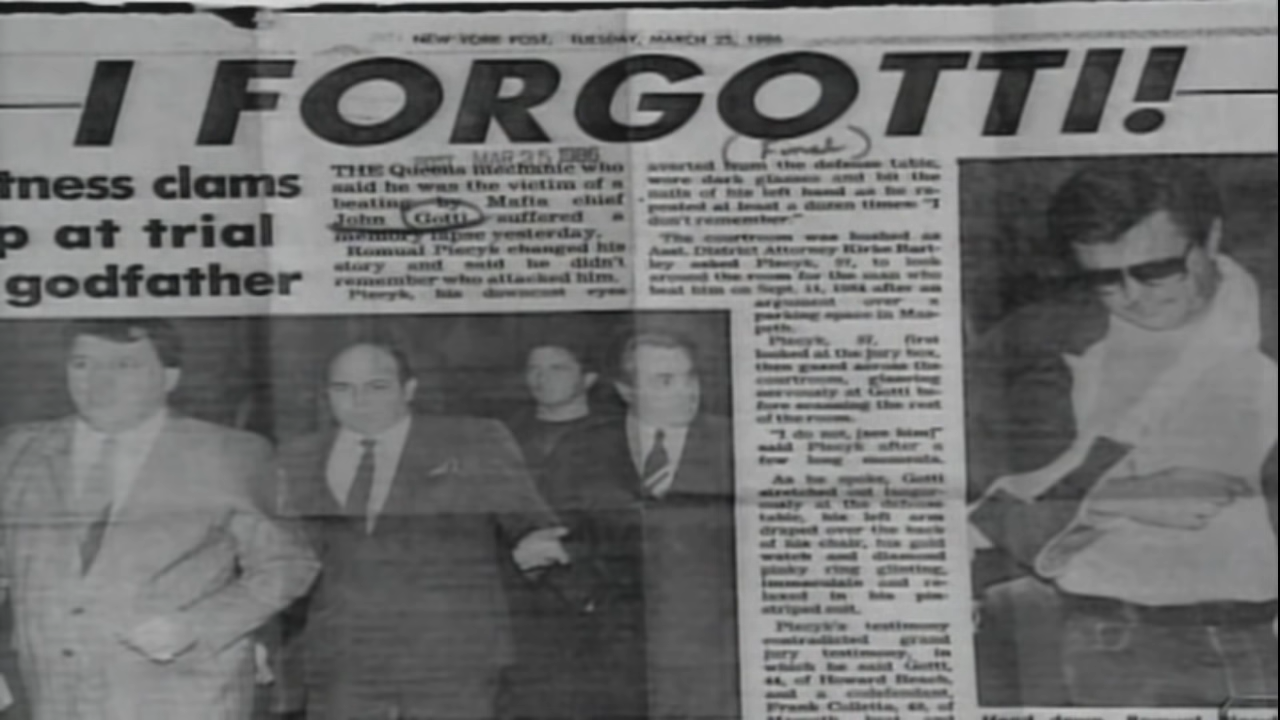 NEW YORK POST, TUESDAY, MARCH 25, 1986
I FORGOTTI!
tness clams
p at trial
godfather
MAR 25 1986
THE Queens mechanic who
said he was the victim of a
beating by Mafia chief
John Gotti suffered a
memory lapse yesterday.
Romual Piecyk changed his
story and said he didn't
remember who attacked him.
Piecyk, his downcast eyes
Final
averted from the defense table,
wore dark glasses and bit the
nails of his left hand as he re-
peated at least a dozen times: "I
don't remember."
The courtroom was hushed as
Asst. District Attorney Kirke Bart-
ley asked Piecyk, 37, to look
around the room for the man who
beat him on Sept. 11, 1984 after an
argument over a
parking space in Mas-
peth.
Piecyk, 37, first
looked at the jury box,
then gazed across the
courtroom, glancing
nervously at Gotti be-
fore scanning the rest
of the room.
"I do not, [see him]"
said Piecyk after a
few long moments.
As he spoke, Gotti
stretched out langor-
ously at the defense
table, his left arm
draped over the back
of his chair, his gold
watch and diamond
pinky ring glinting,
immaculate and re-
laxed in his pin-
striped suit.
Piecyk's testimony
contradicted grand
jury testimony, in
which he said Gotti,
44, of Howard Beach,
and a codefendant,
Frank Colletta,